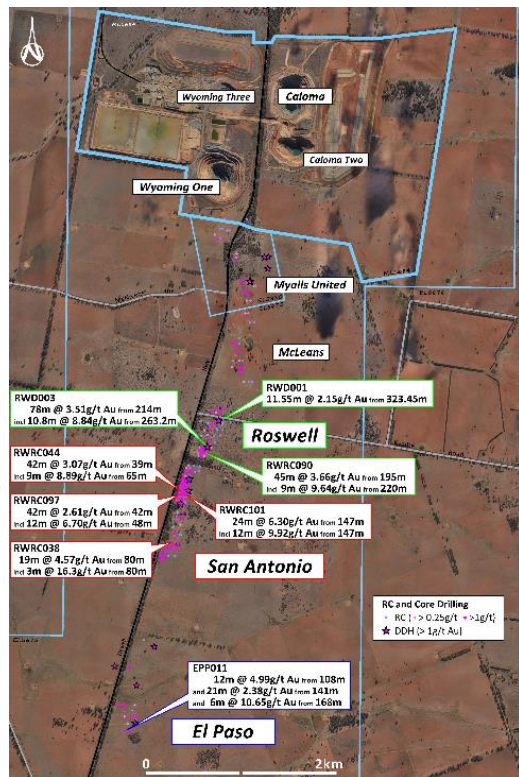 Wyoming Three
Caloma
Caloma Two
Wyoming One
Myalls United
McLeans
RWD003
78m @ 3.51g/t Au from 214m
incl 10.8m @ 8.84g/t Au from 263.2m
RWD001
11.55m @ 2.15g/t Au from 323.45m
Roswell
RWRC044
42m @ 3.07g/t Au from 39m
incl 9m @ 8.89g/t Au from 65m
RWRC090
45m @ 3.66g/t Au from 195m
incl 9m @ 9.64g/t Au from 220m
RWRC097
42m @ 2.61g/t Au from 42m
incl 12m @ 6.70g/t Au from 48m
RWRC101
24m @ 6.30g/t Au from 147m
incl 12m @ 9.92g/t Au from 147m
RWRC038
19m @ 4.57g/t Au from 80m
incl 3m @ 16.3g/t Au from 80m
San Antonio
RC and Core Drilling
RC ( > 0.25g/t >1g/t)
DDH (> 1g/t Au)
EPP011
12m @ 4.99g/t Au from 108m
and 21m @ 2.38g/t Au from 141m
and 6m @ 10.65g/t Au from 168m
El Paso
0 2km